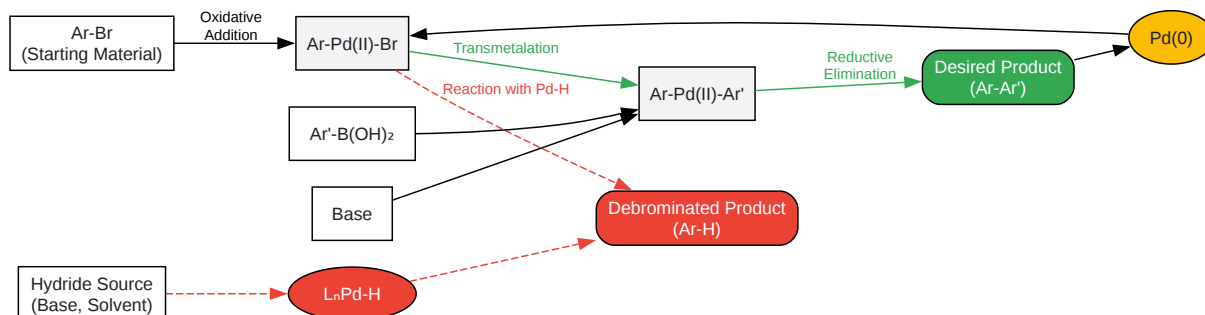 Ar-Br
(Starting Material)
Oxidative
Addition
Ar-Pd(II)-Br
Transmetalation
Reaction with Pd-H
Ar-Pd(II)-Ar'
Reductive
Elimination
Desired Product
(Ar-Ar')
Pd(0)
Ar'-B(OH)₂
Base
Debrominated Product
(Ar-H)
Hydride Source
(Base, Solvent)
LₙPd-H